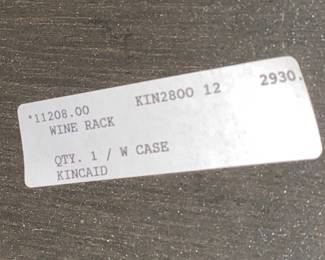 *11208.00 KIN2800 12 2930.
WINE RACK
QTY. 1 / W CASE
KINCAID